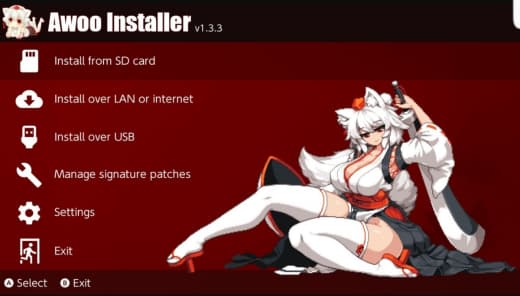 Awoo Installer v1.3.3
Install from SD card
Install over LAN or internet
Install over USB
Manage signature patches
Settings
Exit
A Select B Exit